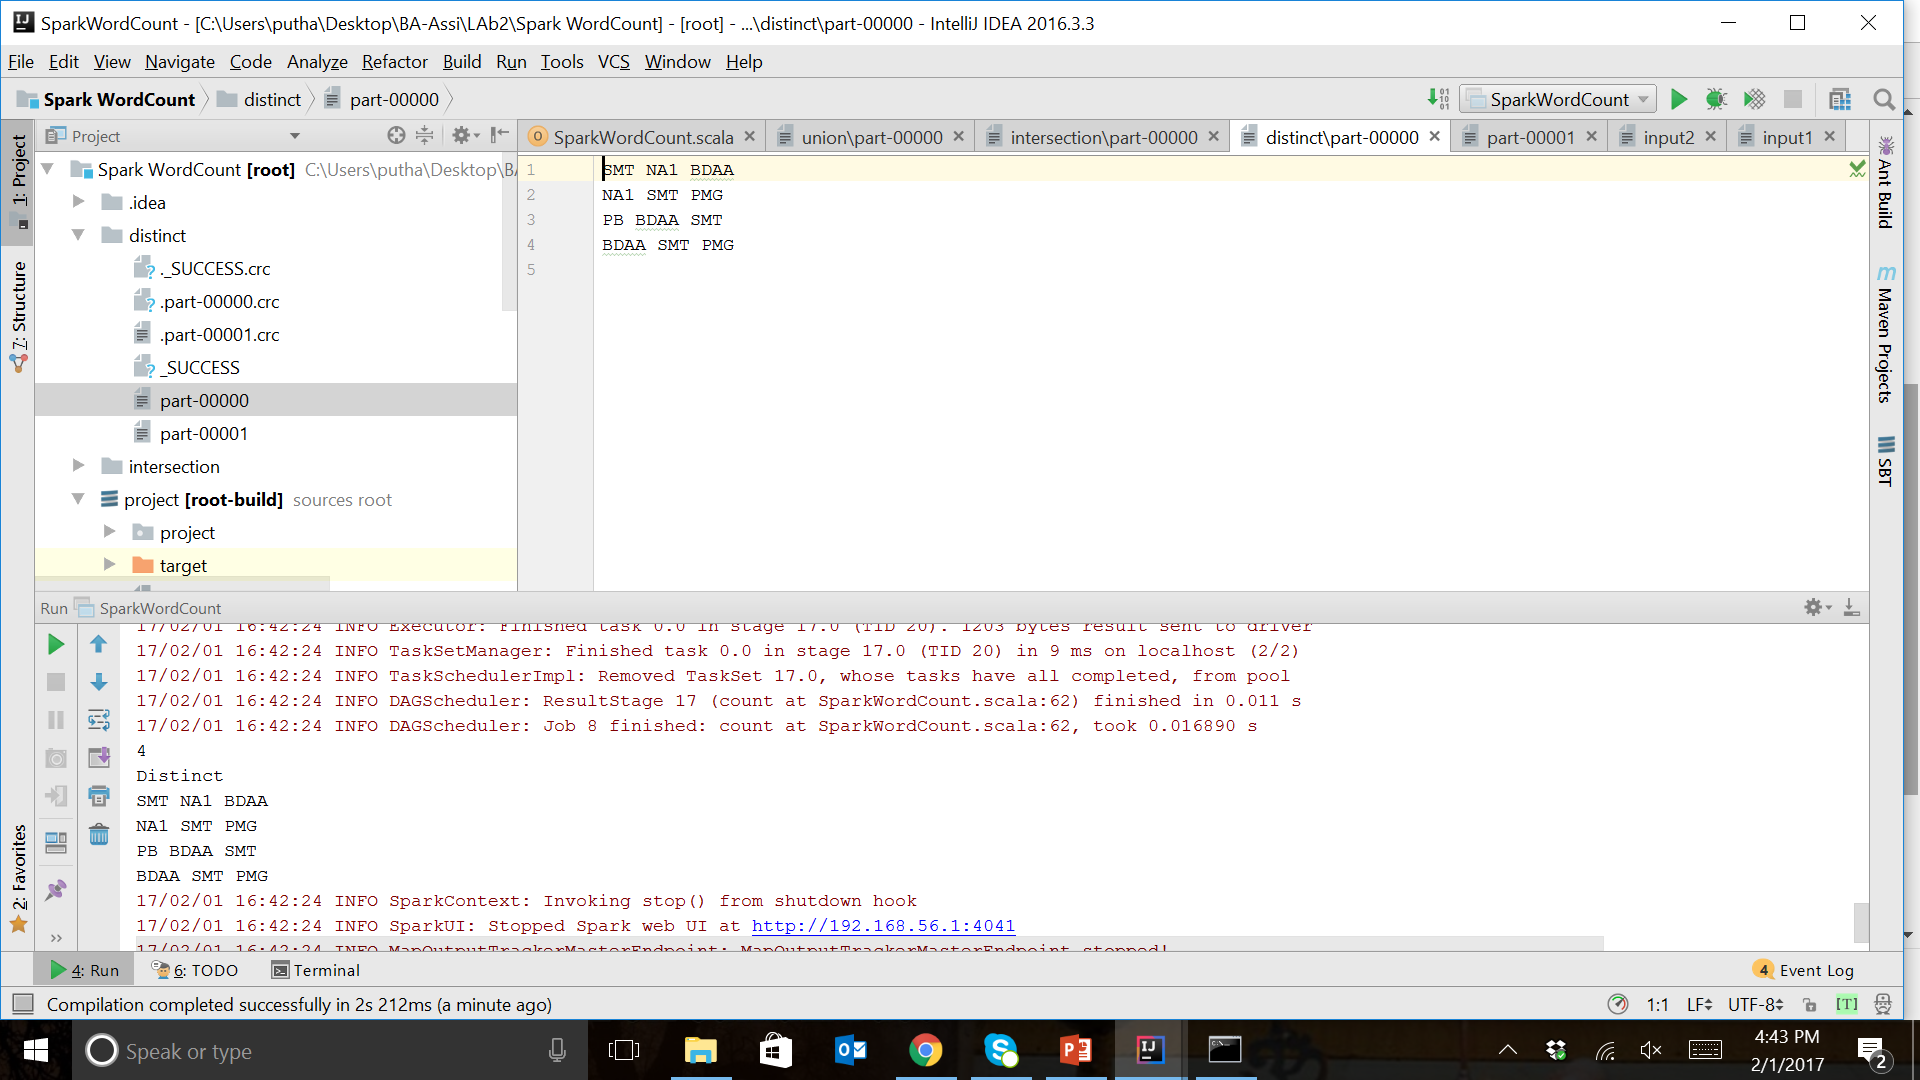 SparkWordCount - [C:\Users\putha\Desktop\BA-Assi\LAb2\Spark WordCount] - [root] - ...\distinct\part-00000 - IntelliJ IDEA 2016.3.3
File Edit View Navigate Code Analyze Refactor Build Run Tools VCS Window Help
Spark WordCount distinct part-00000 SparkWordCount
Project
SparkWordCount.scala union\part-00000 intersection\part-00000 distinct\part-00000 part-00001 input2 input1
1: Project
7: Structure
2: Favorites
Spark WordCount [root] C:\Users\putha\Desktop\BA
.idea
distinct
._SUCCESS.crc
.part-00000.crc
.part-00001.crc
_SUCCESS
part-00000
part-00001
intersection
project [root-build] sources root
project
target
1 SMT NA1 BDAA
2 NA1 SMT PMG
3 PB BDAA SMT
4 BDAA SMT PMG
5
Ant Build
Maven Projects
SBT
Run SparkWordCount
17/02/01 16:42:24 INFO Executor: Finished task 0.0 in stage 17.0 (TID 20). 1203 bytes result sent to driver
17/02/01 16:42:24 INFO TaskSetManager: Finished task 0.0 in stage 17.0 (TID 20) in 9 ms on localhost (2/2)
17/02/01 16:42:24 INFO TaskSchedulerImpl: Removed TaskSet 17.0, whose tasks have all completed, from pool
17/02/01 16:42:24 INFO DAGScheduler: ResultStage 17 (count at SparkWordCount.scala:62) finished in 0.011 s
17/02/01 16:42:24 INFO DAGScheduler: Job 8 finished: count at SparkWordCount.scala:62, took 0.016890 s
4
Distinct
SMT NA1 BDAA
NA1 SMT PMG
PB BDAA SMT
BDAA SMT PMG
17/02/01 16:42:24 INFO SparkContext: Invoking stop() from shutdown hook
17/02/01 16:42:24 INFO SparkUI: Stopped Spark web UI at http://192.168.56.1:4041
17/02/01 16:42:24 INFO MapOutputTrackerMasterEndpoint: MapOutputTrackerMasterEndpoint stopped!
4: Run 6: TODO Terminal 4 Event Log
Compilation completed successfully in 2s 212ms (a minute ago) 1:1 LF UTF-8 [T]
Speak or type
4:43 PM
2/1/2017
2